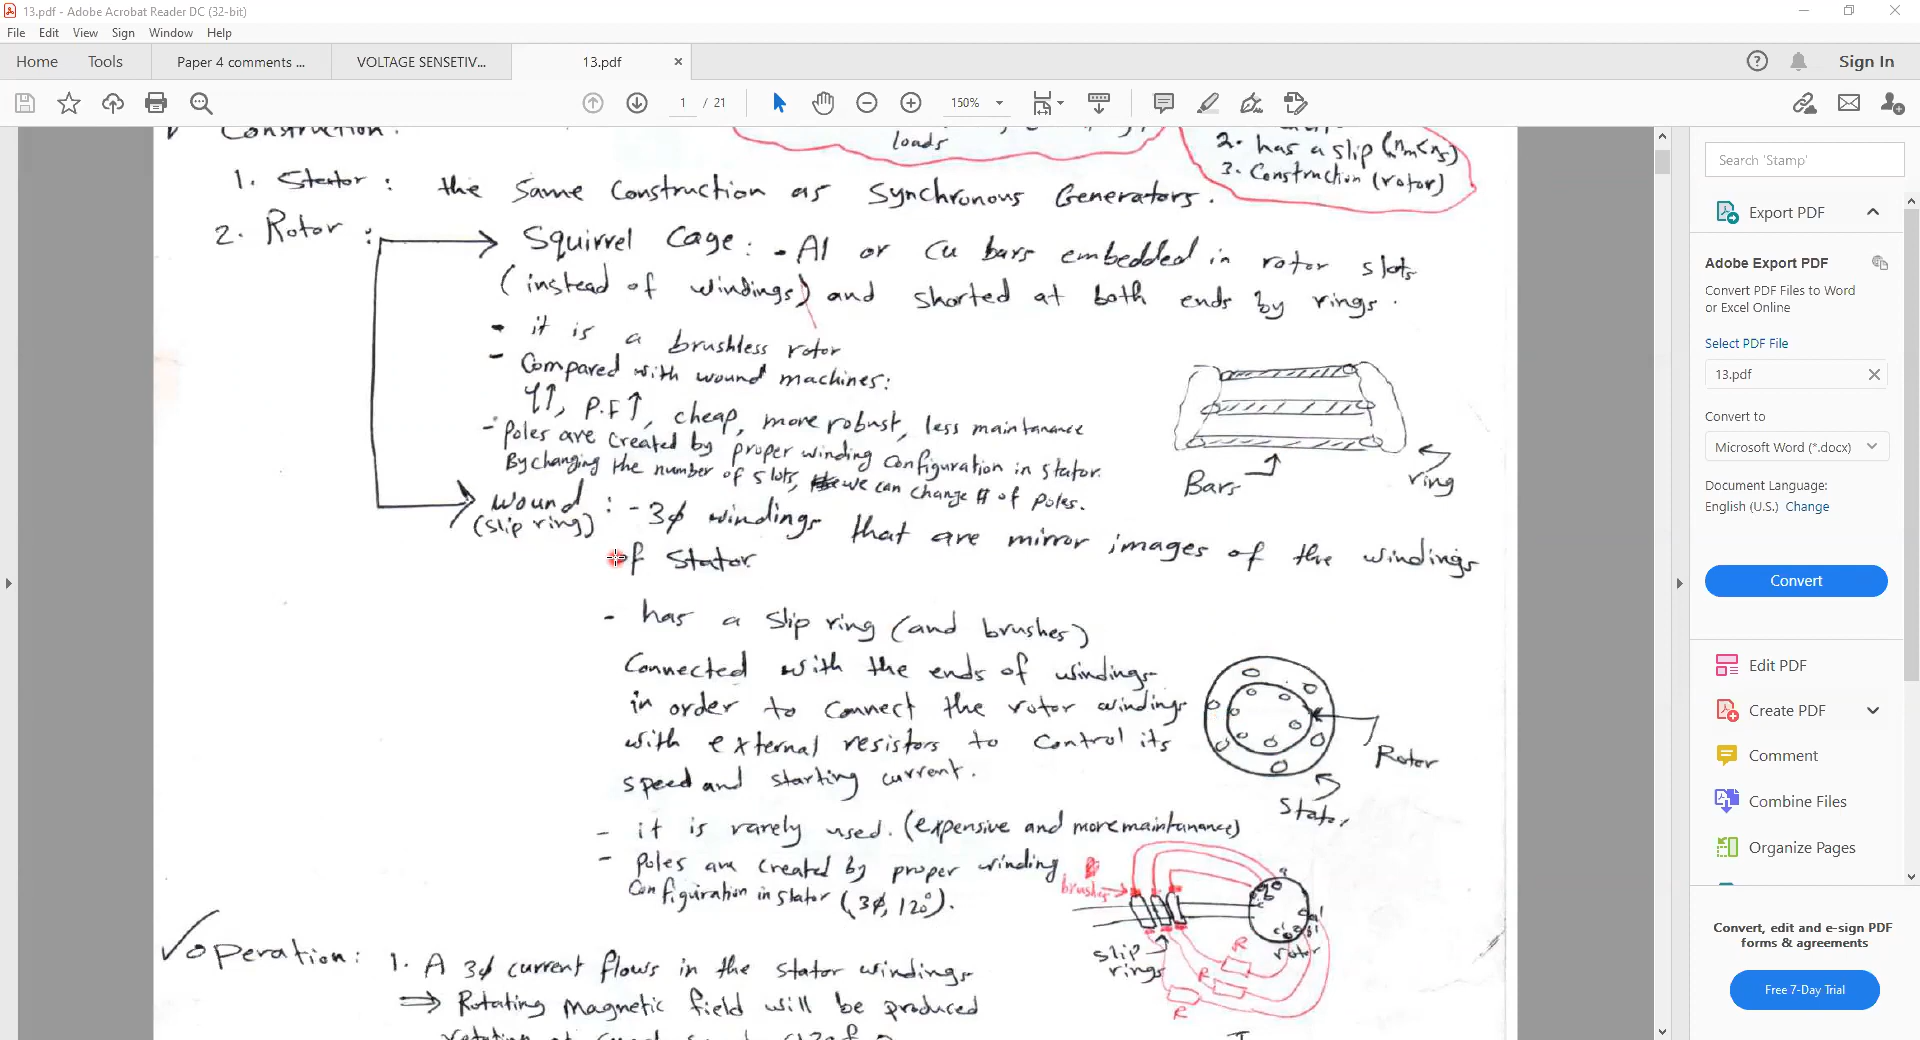 13.pdf - Adobe Acrobat Reader DC (32-bit)
File Edit View Sign Window Help
Home Tools Paper 4 comments ... VOLTAGE SENSETIV... 13.pdf × Sign In
1 / 21 150%
Construction:
loads
2. has a slip (nm<ns)
3. Construction (rotor)
1. Stator : the Same Construction as Synchronous Generators.
2. Rotor : Squirrel Cage : - Al or Cu bars embedded in rotor slots
(instead of windings) and shorted at both ends by rings.
- it is a brushless rotor
- Compared with wound machines:
η↑, P.F↑, cheap, more robust, less maintanance
- Poles are created by proper winding configuration in stator.
By changing the number of slots, we can change # of poles.
Bars
ring
wound : - 3φ windings that are mirror images of the windings
(slip ring)
of Stator
- has a slip ring (and brushes)
Connected with the ends of windings
in order to connect the rotor windings
with external resistors to control its
speed and starting current.
Rotor
Stator
- it is rarely used. (expensive and more maintanance)
- Poles are created by proper winding
Configuration in stator (3φ, 120°).
brushes
slip
rings
rotor
R
R
R
✓ operation: 1. A 3φ current flows in the stator windings
⇒ Rotating magnetic field will be produced
Search 'Stamp'
Export PDF
Adobe Export PDF
Convert PDF Files to Word
or Excel Online
Select PDF File
13.pdf
Convert to
Microsoft Word (*.docx)
Document Language:
English (U.S.) Change
Convert
Edit PDF
Create PDF
Comment
Combine Files
Organize Pages
Convert, edit and e-sign PDF
forms & agreements
Free 7-Day Trial